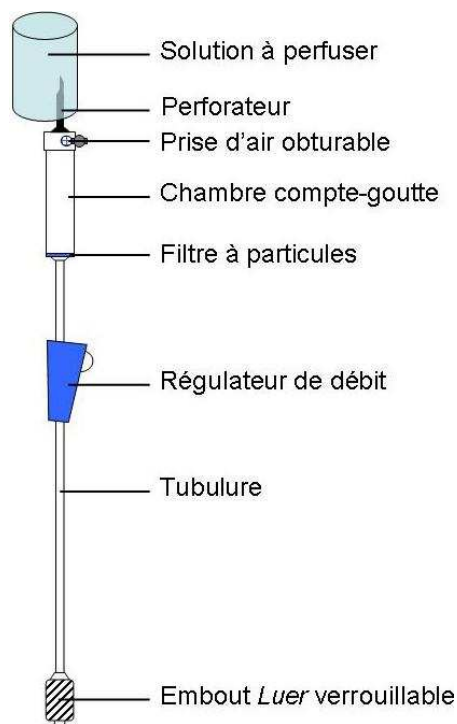 Solution à perfuser
Perforateur
Prise d'air obturable
Chambre compte-goutte
Filtre à particules
Régulateur de débit
Tubulure
Embout Luer verrouillable